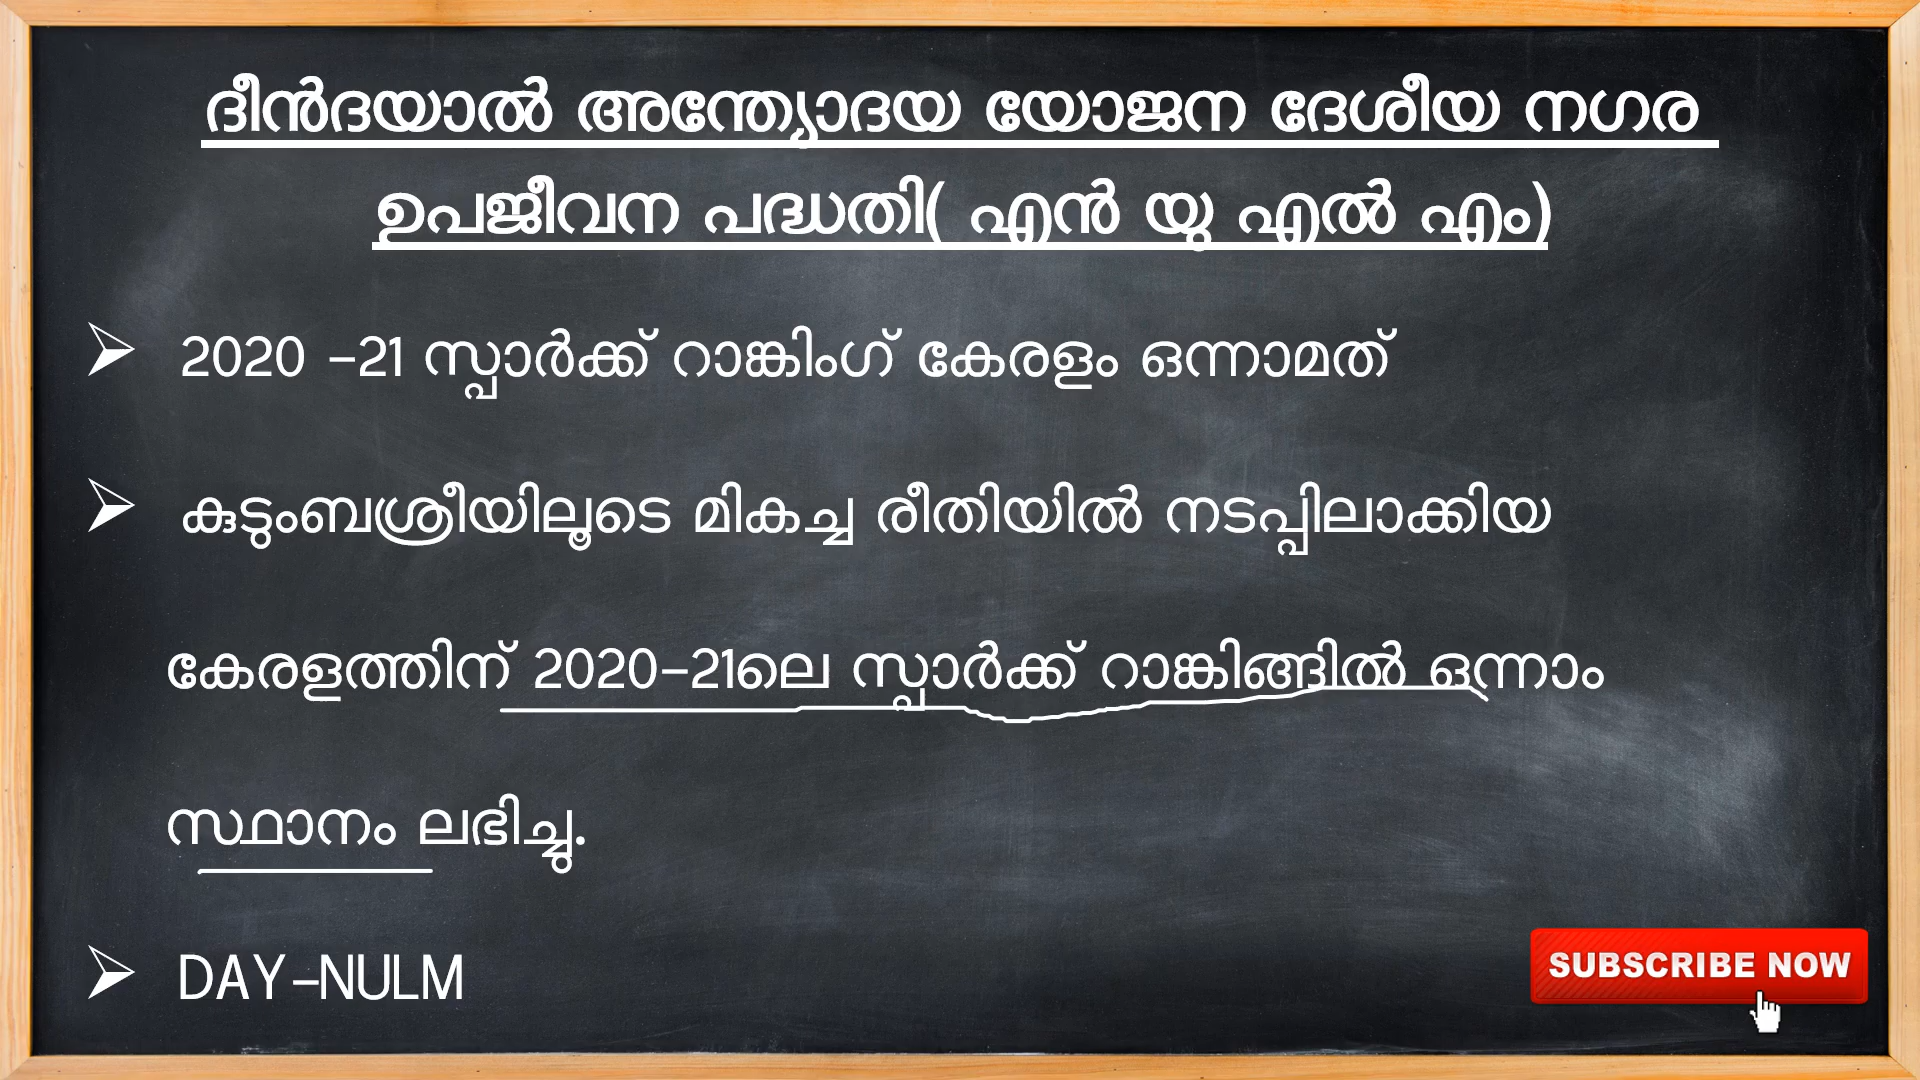 ദീൻദയാൽ അന്ത്യോദയ യോജന ദേശീയ നഗര
ഉപജീവന പദ്ധതി( എൻ യു എൽ എം)
➢ 2020 -21 സ്പാർക്ക് റാങ്കിംഗ് കേരളം ഒന്നാമത്
➢ കുടുംബശ്രീയിലൂടെ മികച്ച രീതിയിൽ നടപ്പിലാക്കിയ
കേരളത്തിന് 2020-21ലെ സ്പാർക്ക് റാങ്കിങ്ങിൽ ഒന്നാം
സ്ഥാനം ലഭിച്ചു.
➢ DAY-NULM
SUBSCRIBE NOW